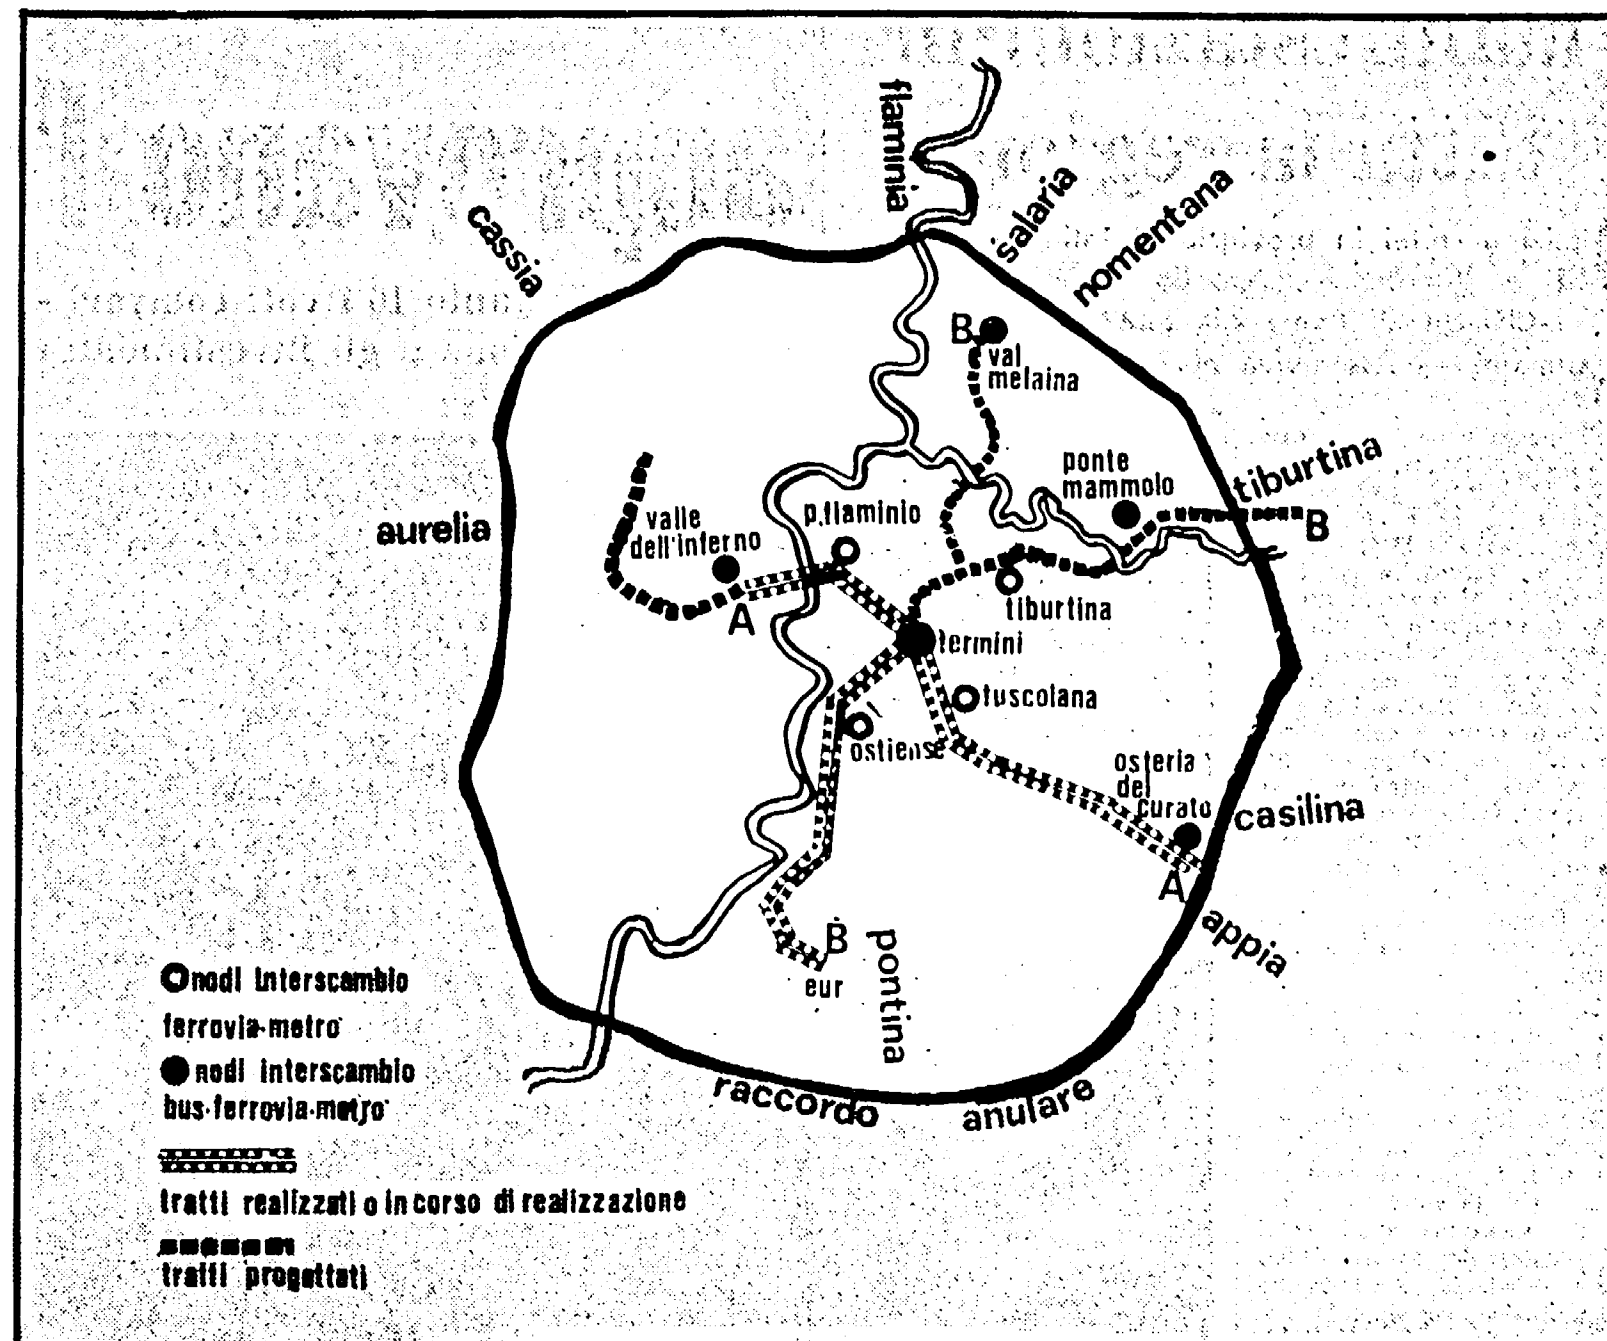 flaminia
salaria
nomentana
cassia
B
val
melaina
tiburtina
ponte
mammolo
B
aurelia
valle
dell'inferno
p.flaminio
A
tiburtina
termini
tuscolana
ostiense
osteria
del
curato
casilina
A
appia
B
eur
pontina
raccordo anulare
nodi interscambio
ferrovia-metro
nodi interscambio
bus-ferrovia-metro
tratti realizzati o in corso di realizzazione
tratti progettati